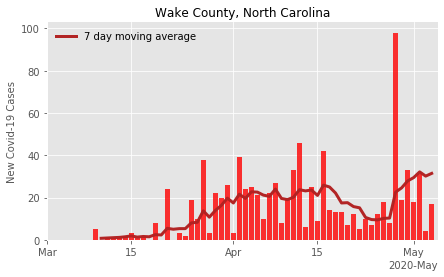 Wake County, North Carolina
7 day moving average
New Covid-19 Cases
100
80
60
40
20
0
Mar
15
Apr
15
May
2020-May